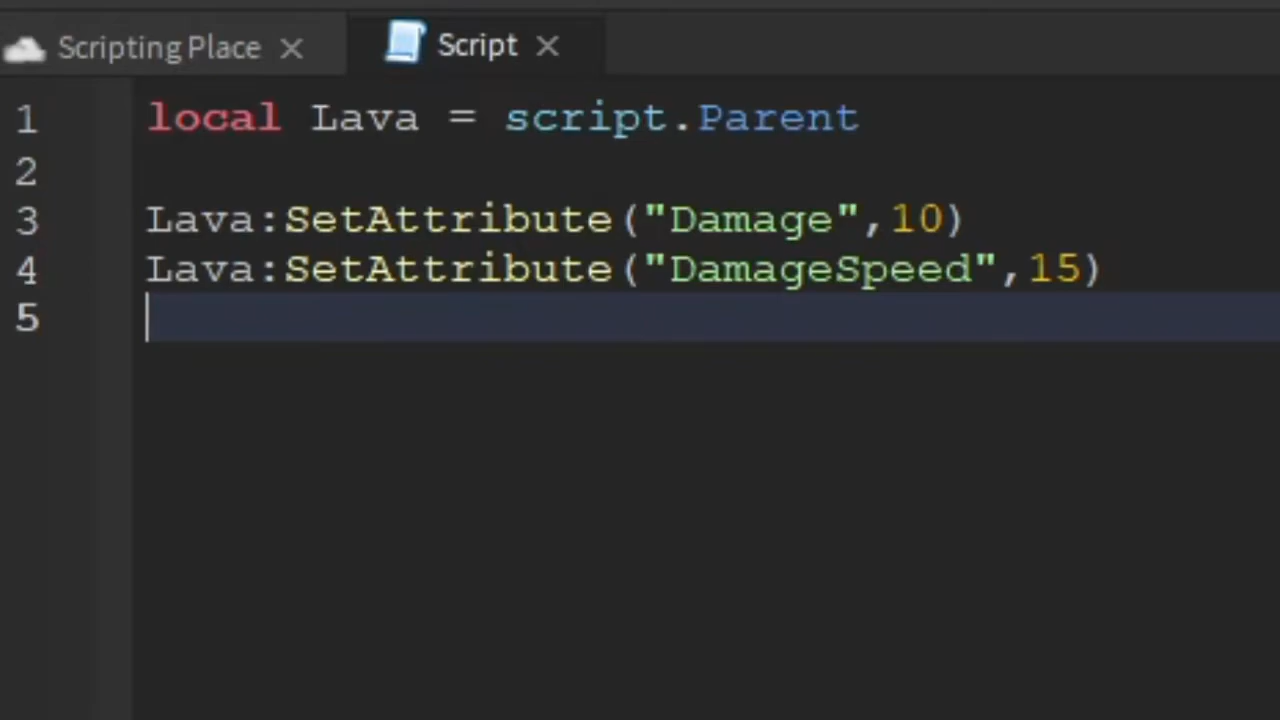 Scripting Place
Script
1 local Lava = script.Parent
2
3 Lava:SetAttribute("Damage",10)
4 Lava:SetAttribute("DamageSpeed",15)
5